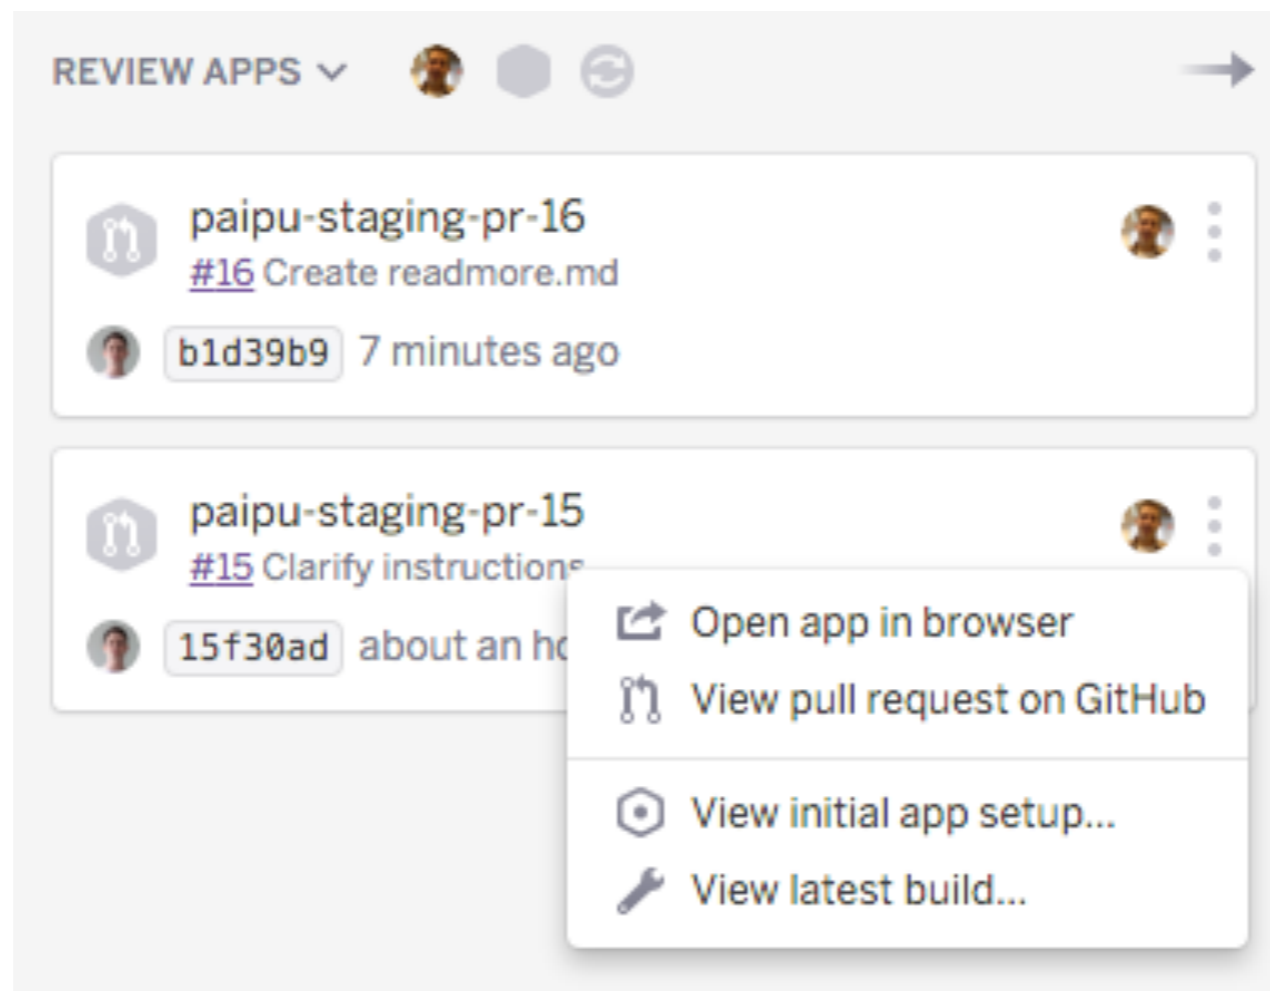 REVIEW APPS
paipu-staging-pr-16
#16 Create readmore.md
b1d39b9 7 minutes ago
paipu-staging-pr-15
#15 Clarify instructions
15f30ad about an
Open app in browser
View pull request on GitHub
View initial app setup...
View latest build...